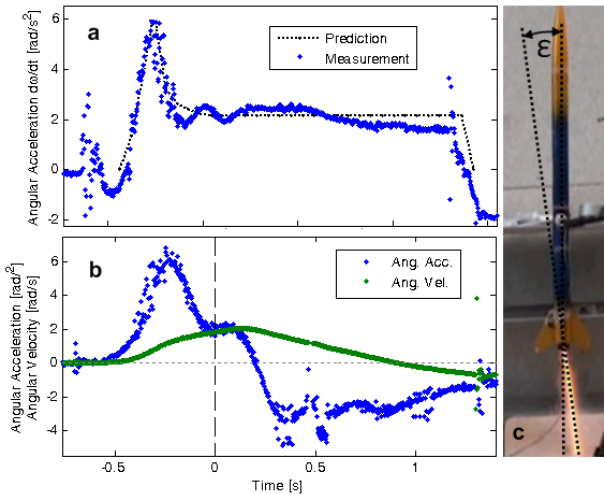 a
Angular Acceleration dω/dt [rad/s²]
6
4
2
0
-2
Prediction
Measurement
b
Angular Acceleration [rad/²]
Angular Velocity [rad/s]
6
4
2
0
-2
-4
Ang. Acc.
Ang. Vel.
-0.5
0
0.5
1
Time [s]
ε
c